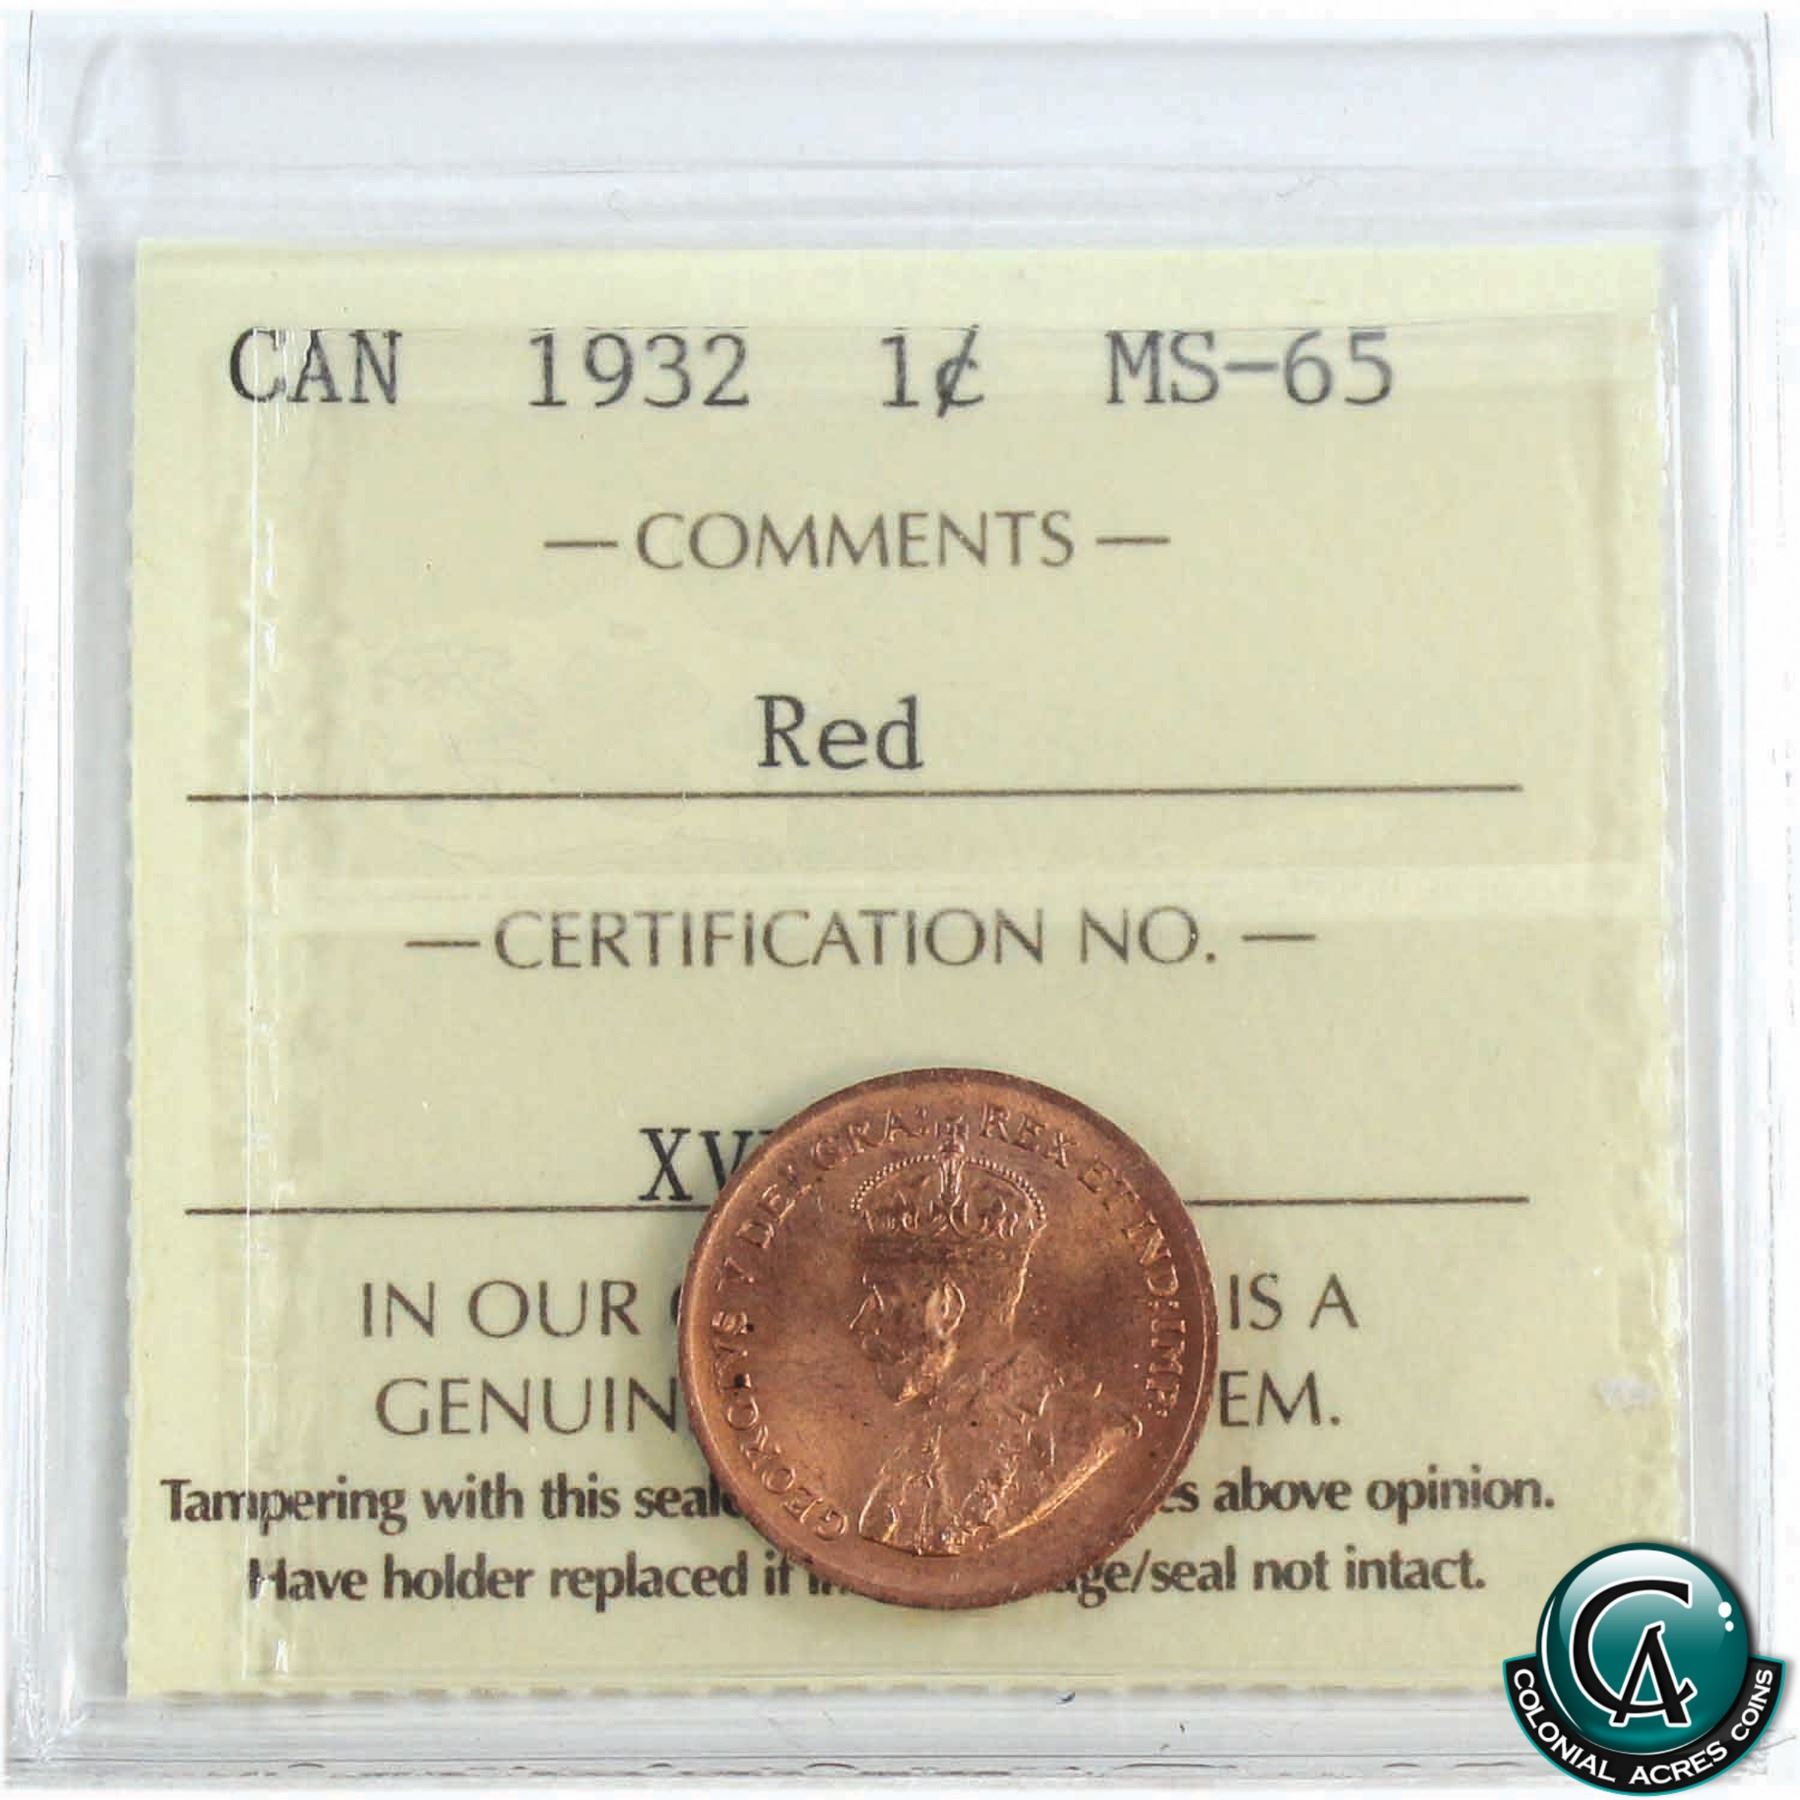 CAN 1932 1¢ MS-65
— COMMENTS —
Red
— CERTIFICATION NO. —
IN OUR IS A
GENUIN EM.
Tampering with this seal es above opinion.
Have holder replaced if ge/seal not intact.
GEORGIVS V DEI GRA: REX ET IND: IMP:
CA
COLONIAL ACRES COINS